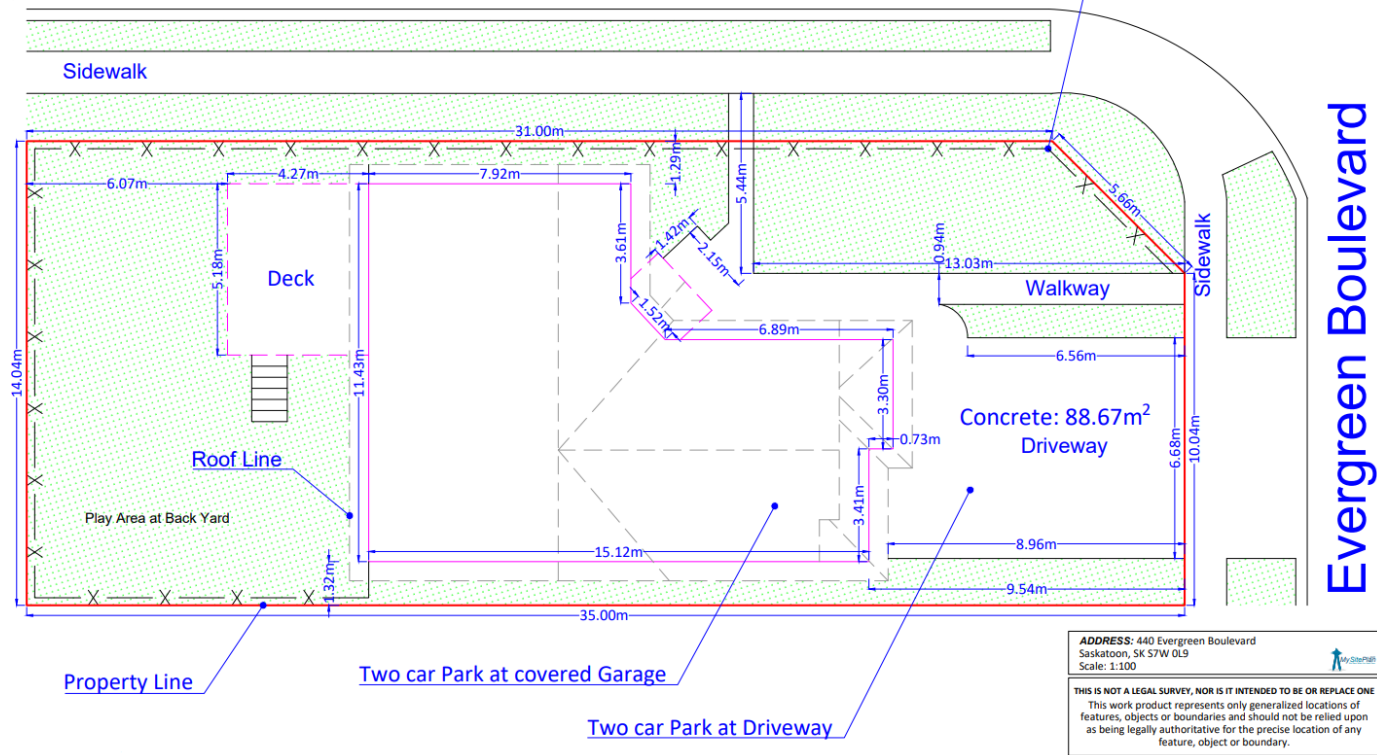 Sidewalk
31.00m
1.29m
6.07m
4.27m
7.92m
5.44m
5.66m
Evergreen Boulevard
5.18m
Deck
3.61m
1.42m
2.15m
0.94m
13.03m
Sidewalk
Walkway
1.52m
6.89m
6.56m
14.04m
11.43m
3.30m
Concrete: 88.67m²
Driveway
0.73m
6.68m
10.04m
Roof Line
3.41m
Play Area at Back Yard
15.12m
8.96m
1.32m
9.54m
35.00m
Property Line
Two car Park at covered Garage
Two car Park at Driveway
ADDRESS: 440 Evergreen Boulevard
Saskatoon, SK S7W 0L9
Scale: 1:100
MySitePlan
THIS IS NOT A LEGAL SURVEY, NOR IS IT INTENDED TO BE OR REPLACE ONE
This work product represents only generalized locations of
features, objects or boundaries and should not be relied upon
as being legally authoritative for the precise location of any
feature, object or boundary.